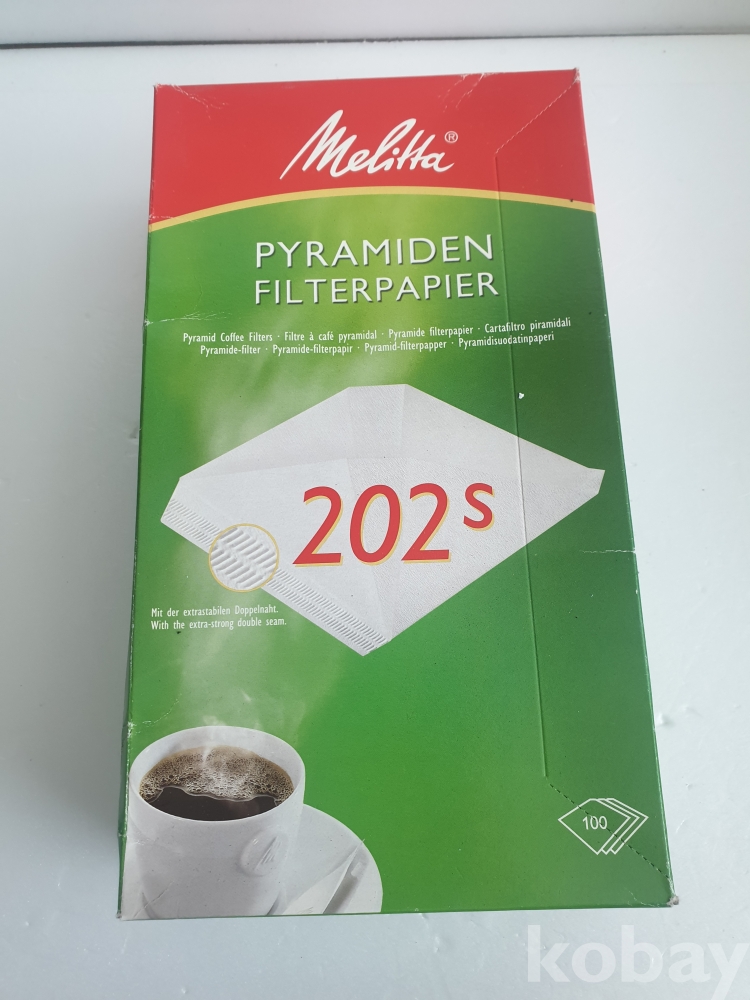 Melitta®
PYRAMIDEN
FILTERPAPIER
Pyramid Coffee Filters · Filtre à café pyramidal · Pyramide filterpapier · Cartafiltro piramidali
Pyramide-filter · Pyramide-filterpapir · Pyramid-filterpapper · Pyramidisuodatinpaperi
202S
Mit der extrastabilen Doppelnaht.
With the extra-strong double seam.
100
kobay